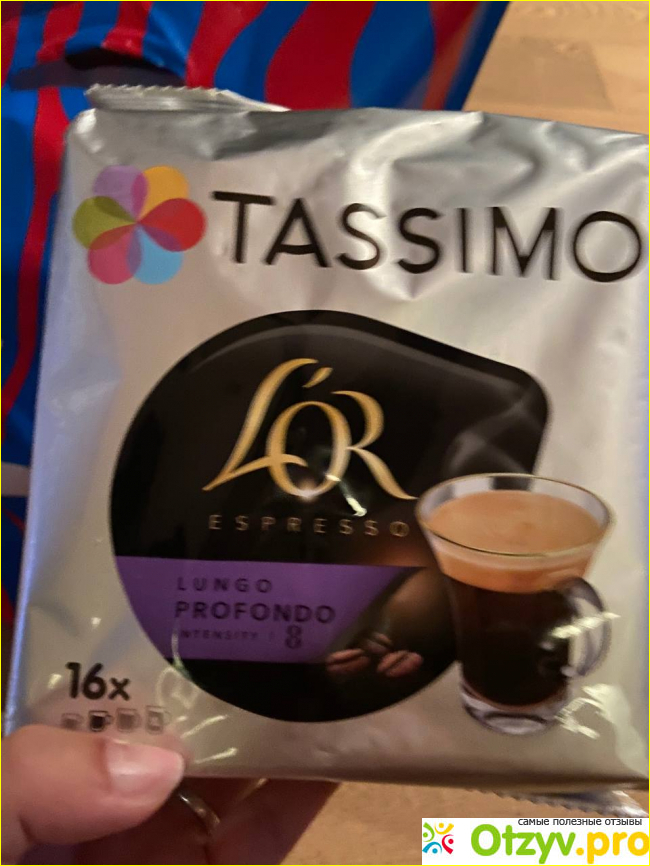 TASSIMO
L'OR
ESPRESSO
LUNGO
PROFONDO
INTENSITY | 8
16x
самые полезные отзывы
Otzyv.pro